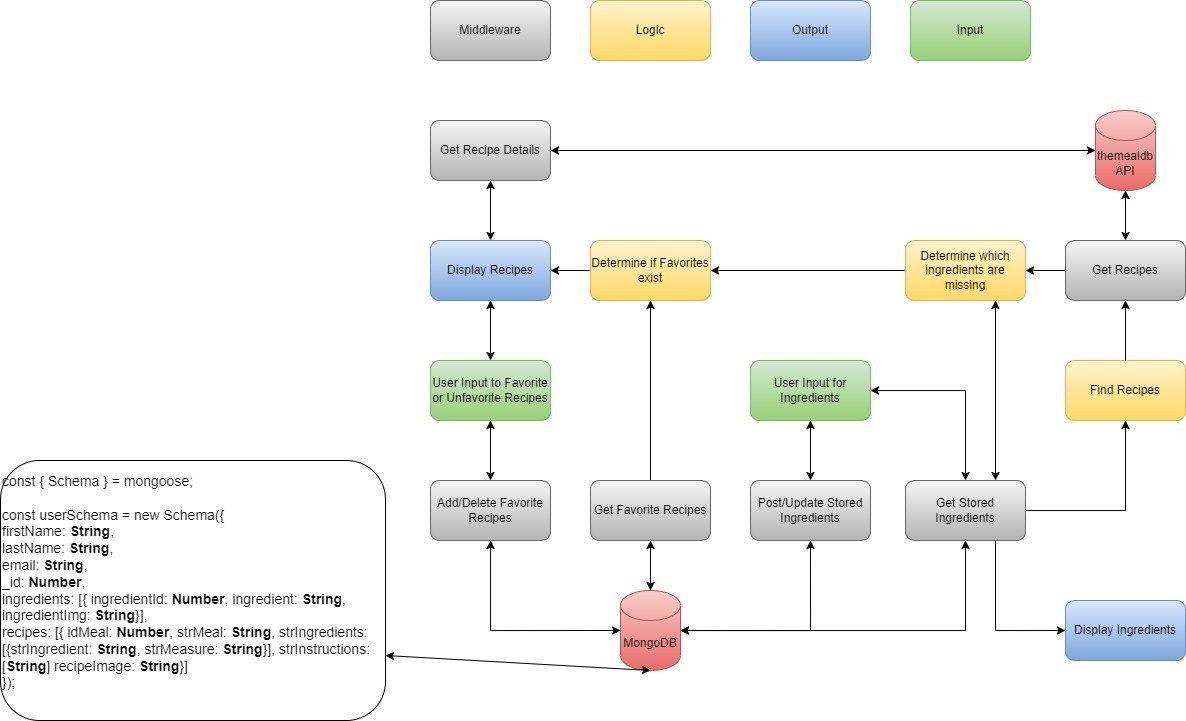 Middleware
Logic
Output
Input
Get Recipe Details
themealdb
API
Display Recipes
Determine if Favorites
exist
Determine which
ingredients are
missing
Get Recipes
User Input to Favorite
or Unfavorite Recipes
User Input for
Ingredients
Find Recipes
Add/Delete Favorite
Recipes
Get Favorite Recipes
Post/Update Stored
Ingredients
Get Stored
Ingredients
const { Schema } = mongoose;
const userSchema = new Schema({
firstName: String,
lastName: String,
email: String,
_id: Number,
ingredients: [{ ingredientId: Number, ingredient: String,
ingredientImg: String}],
recipes: [{ idMeal: Number, strMeal: String, strIngredients:
[{strIngredient: String, strMeasure: String}], strInstructions:
[String] recipeImage: String}]
});
MongoDB
Display Ingredients